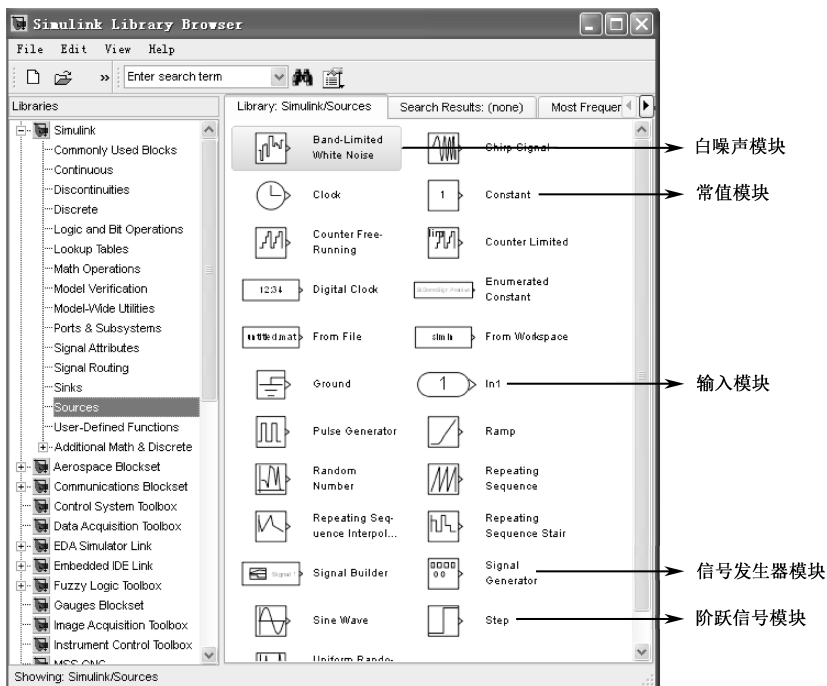 Simulink Library Browser
File Edit View Help
» Enter search term
Libraries
Library: Simulink/Sources
Search Results: (none)
Most Frequer
Simulink
Commonly Used Blocks
Continuous
Discontinuities
Discrete
Logic and Bit Operations
Lookup Tables
Math Operations
Model Verification
Model-Wide Utilities
Ports & Subsystems
Signal Attributes
Signal Routing
Sinks
Sources
User-Defined Functions
Additional Math & Discrete
Aerospace Blockset
Communications Blockset
Control System Toolbox
Data Acquisition Toolbox
EDA Simulator Link
Embedded IDE Link
Fuzzy Logic Toolbox
Gauges Blockset
Image Acquisition Toolbox
Instrument Control Toolbox
MSS GNC
Band-Limited
White Noise
Chirp Signal
白噪声模块
Clock
1
Constant
常值模块
Counter Free-
Running
lim
Counter Limited
12:34
Digital Clock
Enumerated
Constant
untitled.mat
From File
simin
From Workspace
Ground
1
In1
输入模块
Pulse Generator
Ramp
Random
Number
Repeating
Sequence
Repeating Seq-
uence Interpol...
Repeating
Sequence Stair
Signal 1
Signal Builder
Signal
Generator
信号发生器模块
Sine Wave
Step
阶跃信号模块
Uniform Rando-
Showing: Simulink/Sources